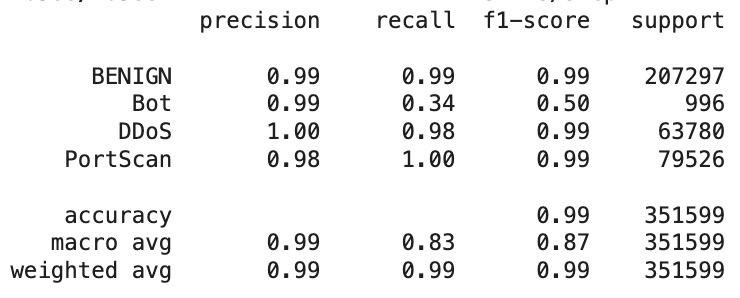 precision recall f1-score support
BENIGN 0.99 0.99 0.99 207297
Bot 0.99 0.34 0.50 996
DDoS 1.00 0.98 0.99 63780
PortScan 0.98 1.00 0.99 79526
accuracy 0.99 351599
macro avg 0.99 0.83 0.87 351599
weighted avg 0.99 0.99 0.99 351599